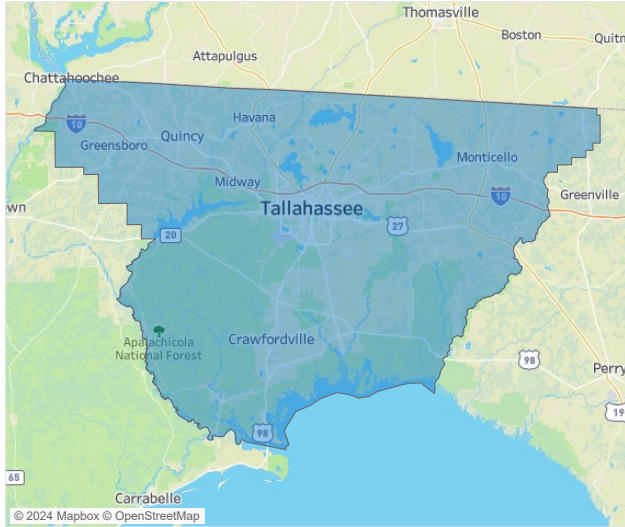 Thomasville
Boston
Quitn
Attapulgus
Chattahoochee
Havana
10
Quincy
Greensboro
Monticello
Midway
10
Greenville
Tallahassee
own
27
20
Apalachicola
National Forest
Crawfordville
98
Perry
19
98
65
Carrabelle
© 2024 Mapbox © OpenStreetMap